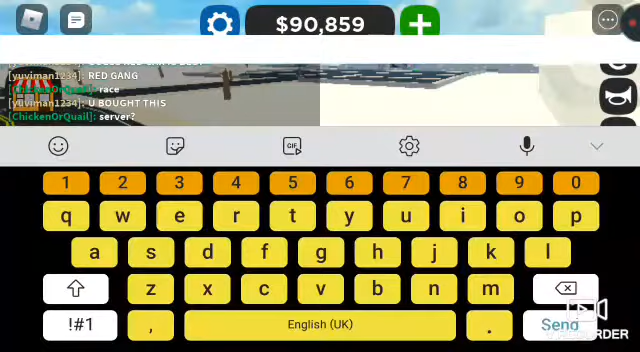 $90,859
[yuviman1234]: RED GANG
[ChickenOrQuail]: race
[yuviman1234]: U BOUGHT THIS
[ChickenOrQuail]: server?
GIF
1 2 3 4 5 6 7 8 9 0
q w e r t y u i o p
a s d f g h j k l
z x c v b n m
!#1 , English (UK) . Send